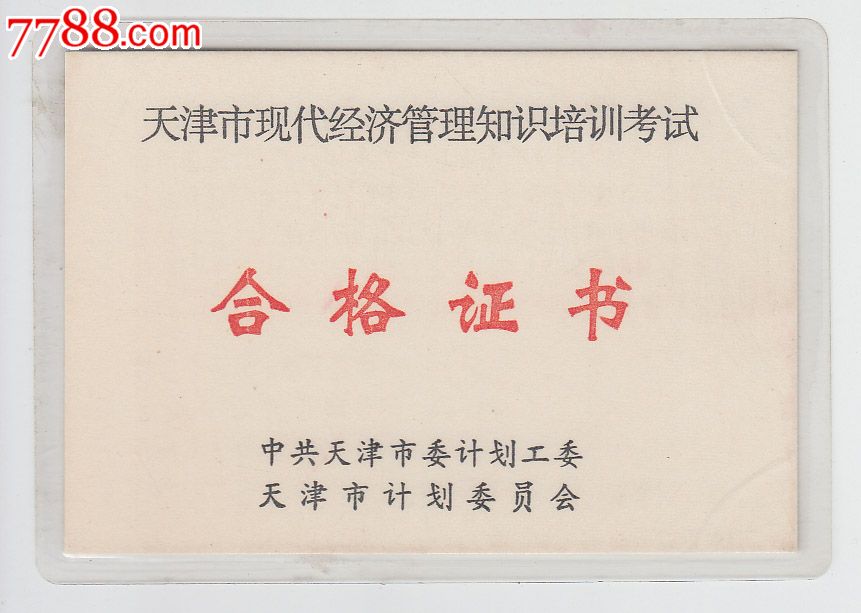 7788.com
天津市现代经济管理知识培训考试
合格证书
中共天津市委计划工委
天津市计划委员会